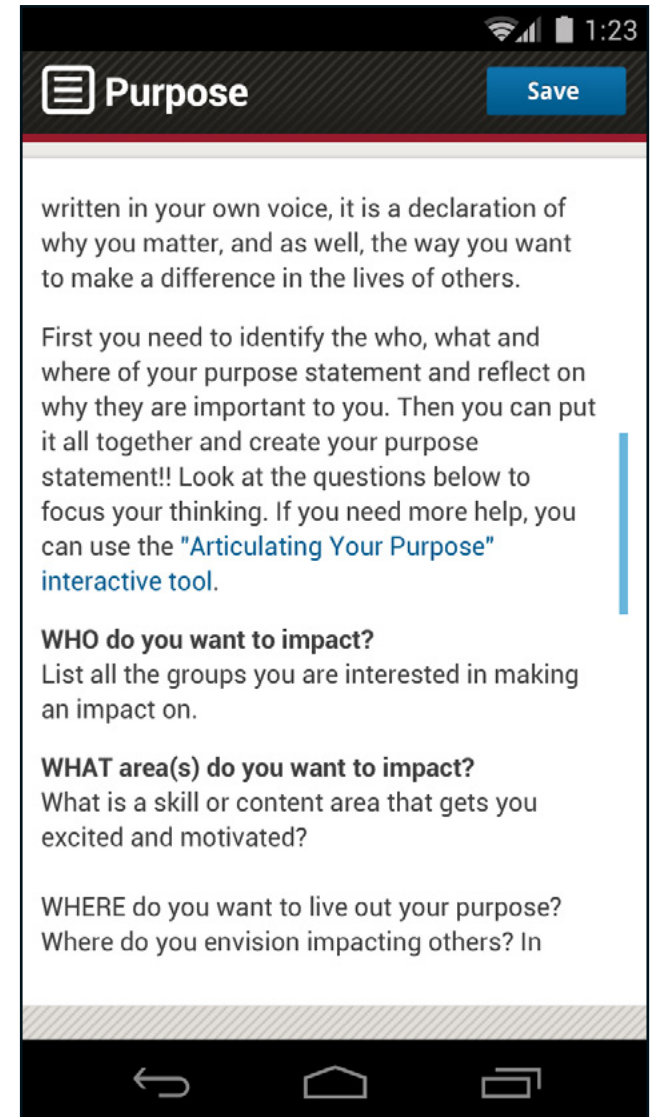 1:23
Purpose
Save
written in your own voice, it is a declaration of
why you matter, and as well, the way you want
to make a difference in the lives of others.
First you need to identify the who, what and
where of your purpose statement and reflect on
why they are important to you. Then you can put
it all together and create your purpose
statement!! Look at the questions below to
focus your thinking. If you need more help, you
can use the "Articulating Your Purpose"
interactive tool.
WHO do you want to impact?
List all the groups you are interested in making
an impact on.
WHAT area(s) do you want to impact?
What is a skill or content area that gets you
excited and motivated?
WHERE do you want to live out your purpose?
Where do you envision impacting others? In